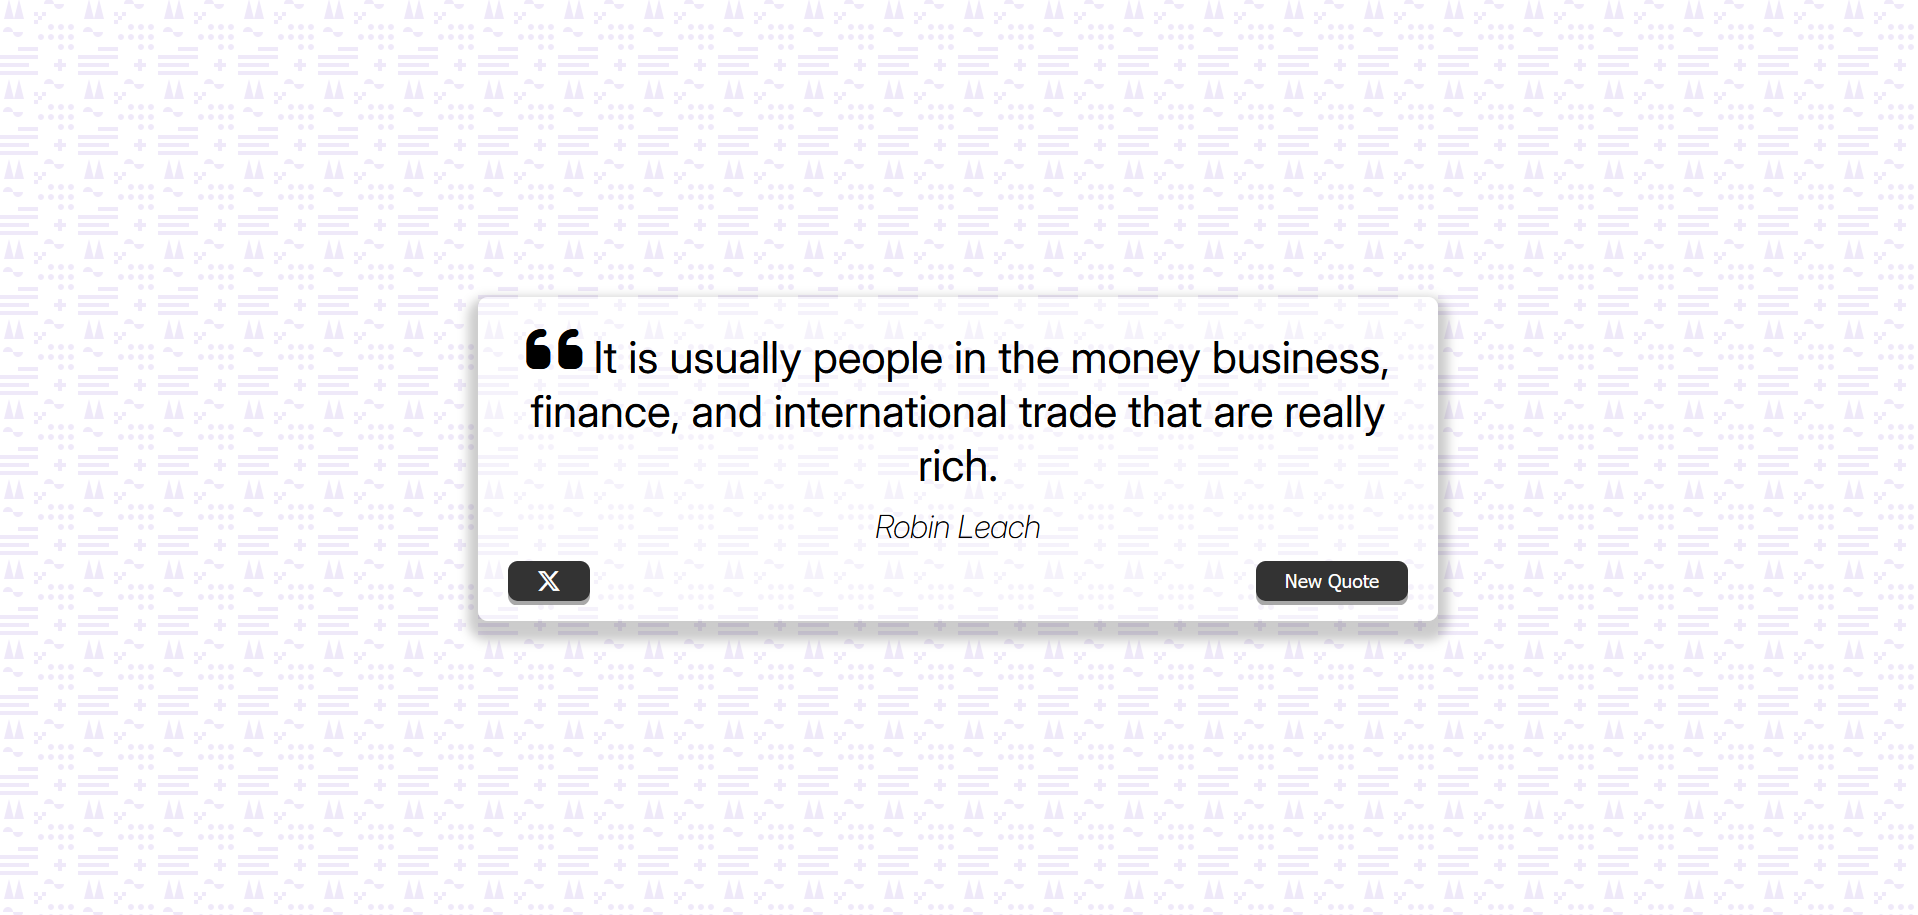 ❝ It is usually people in the money business,
finance, and international trade that are really
rich.
Robin Leach
X
New Quote